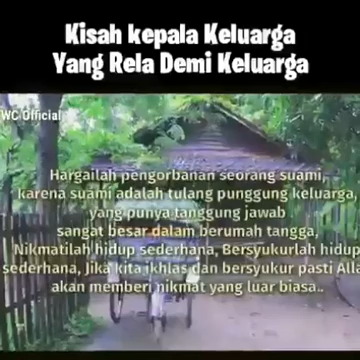 Kisah kepala Keluarga
Yang Rela Demi Keluarga
WC Official
Hargailah pengorbanan seorang suami,
karena suami adalah tulang punggung keluarga,
yang punya tanggung jawab
sangat besar dalam berumah tangga,
Nikmatilah hidup sederhana, Bersyukurlah hidup
sederhana, Jika kita ikhlas dan bersyukur pasti Alla
akan memberi nikmat yang luar biasa..